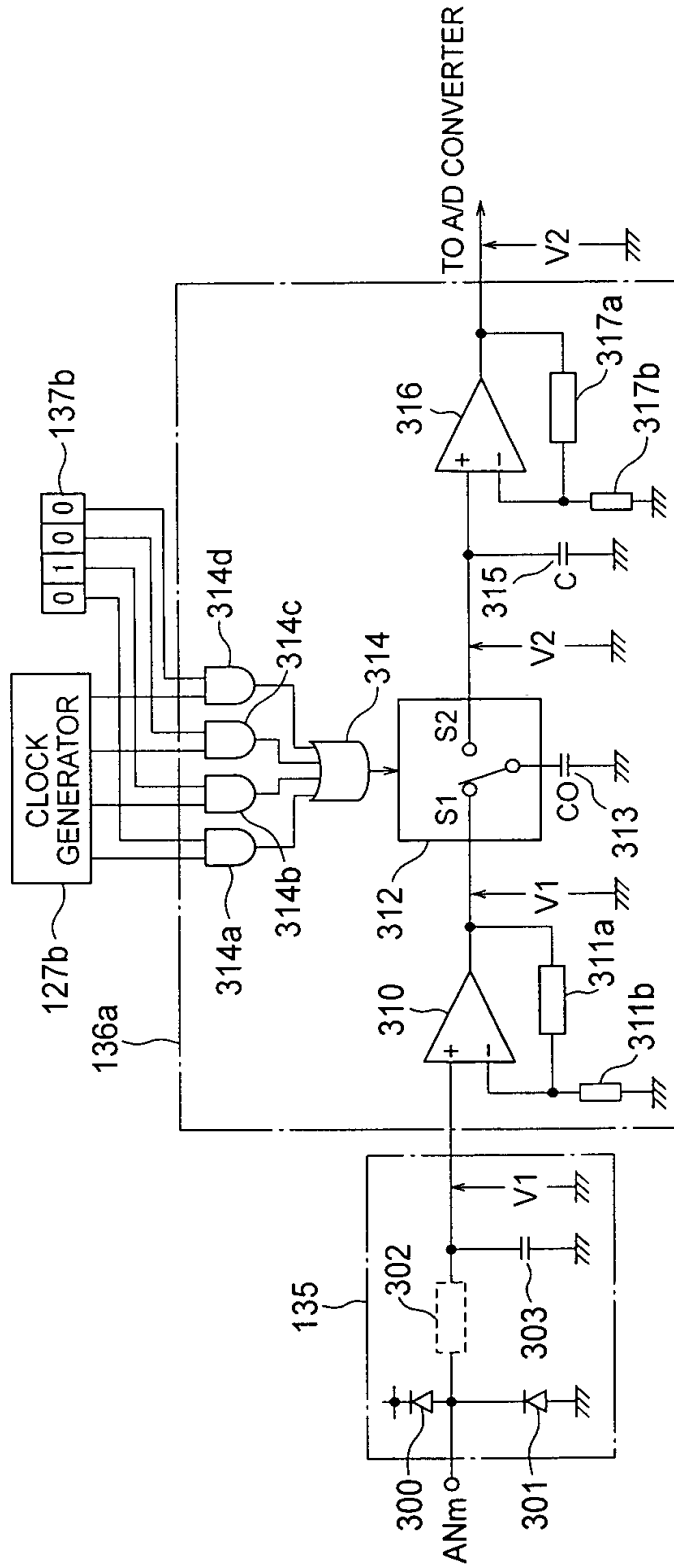 CLOCK
GENERATOR
127b
0 1 0 0
137b
136a
314a
314b
314c
314d
314
135
ANm
300
301
302
303
V1
310
+
-
311a
311b
V1
312
S1
S2
CO
313
V2
315
C
316
+
-
317a
317b
V2
TO A/D CONVERTER